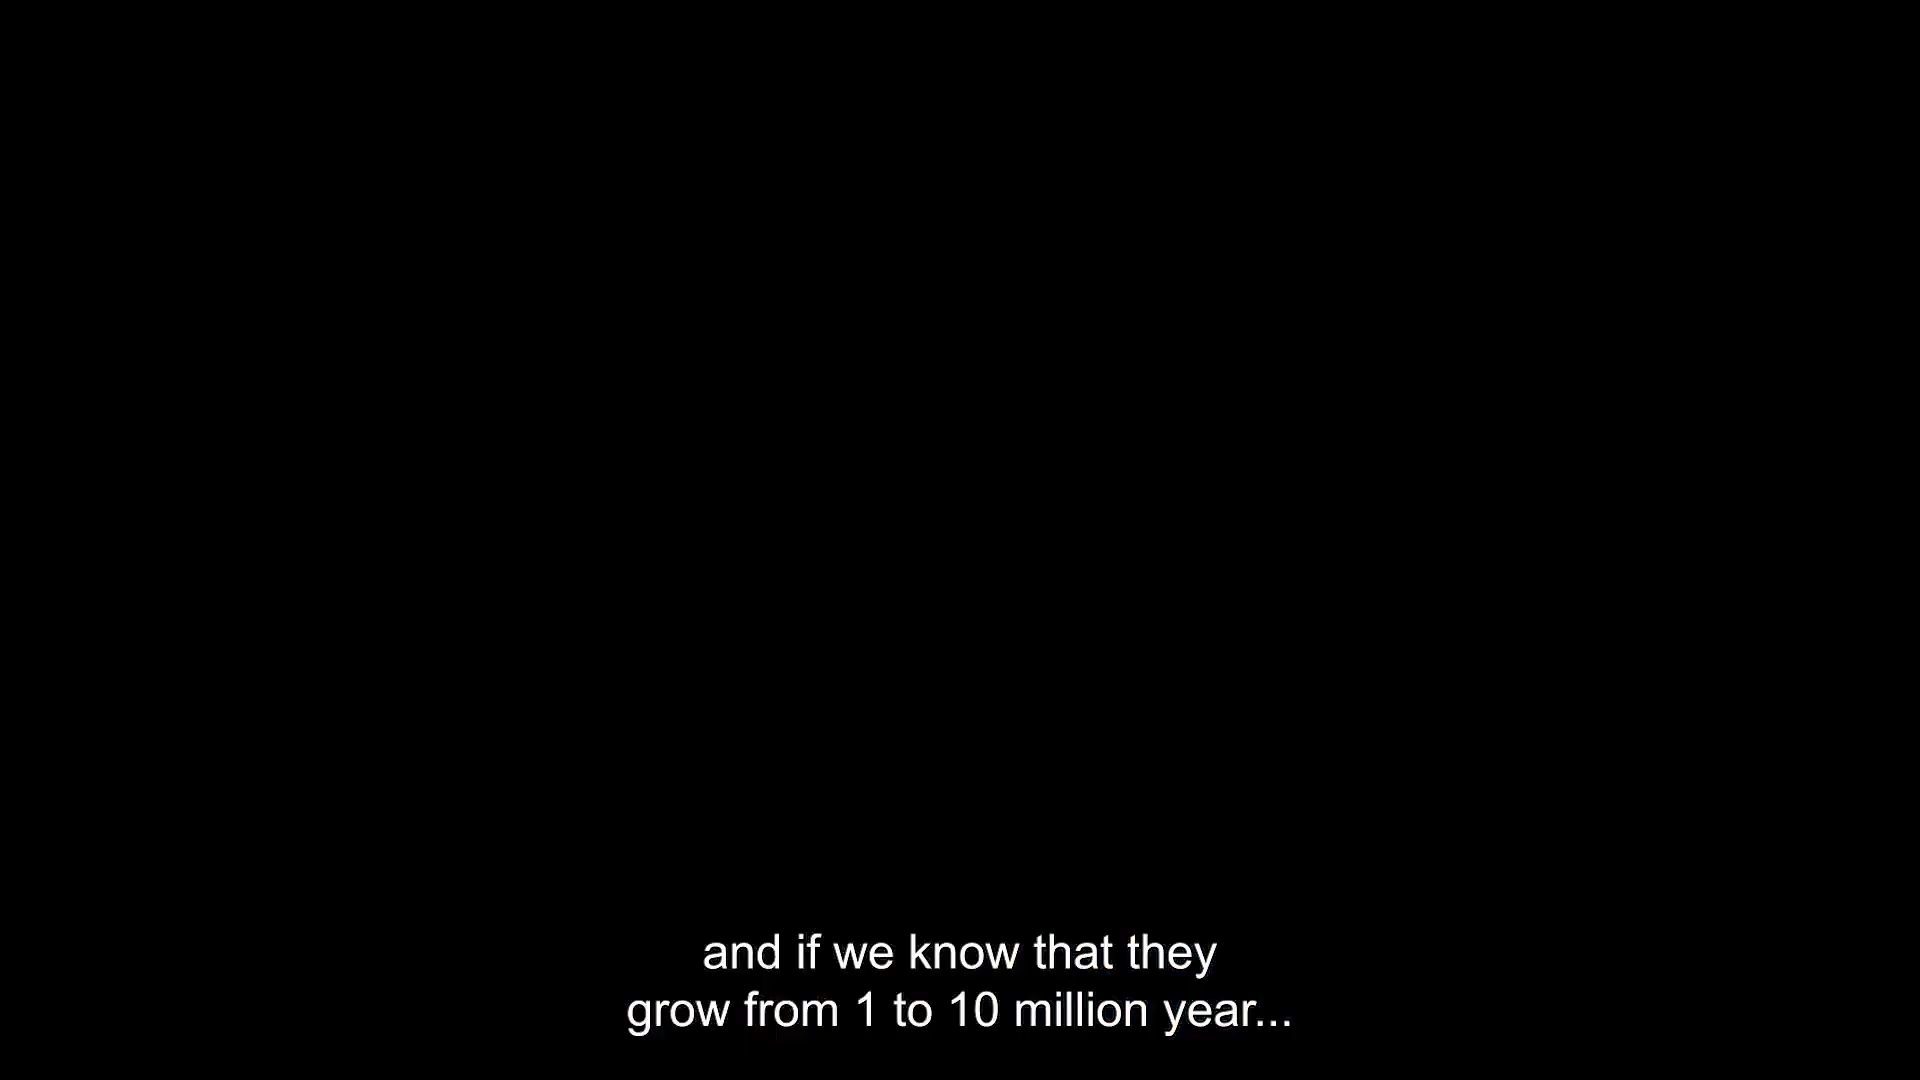 and if we know that they
grow from 1 to 10 million year...